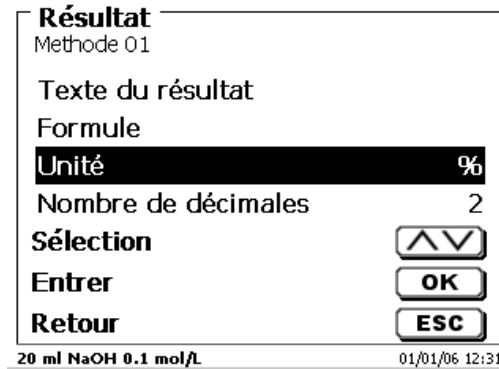 Résultat
Methode 01
Texte du résultat
Formule
Unité %
Nombre de décimales 2
Sélection
Entrer OK
Retour ESC
20 ml NaOH 0.1 mol/L 01/01/06 12:31